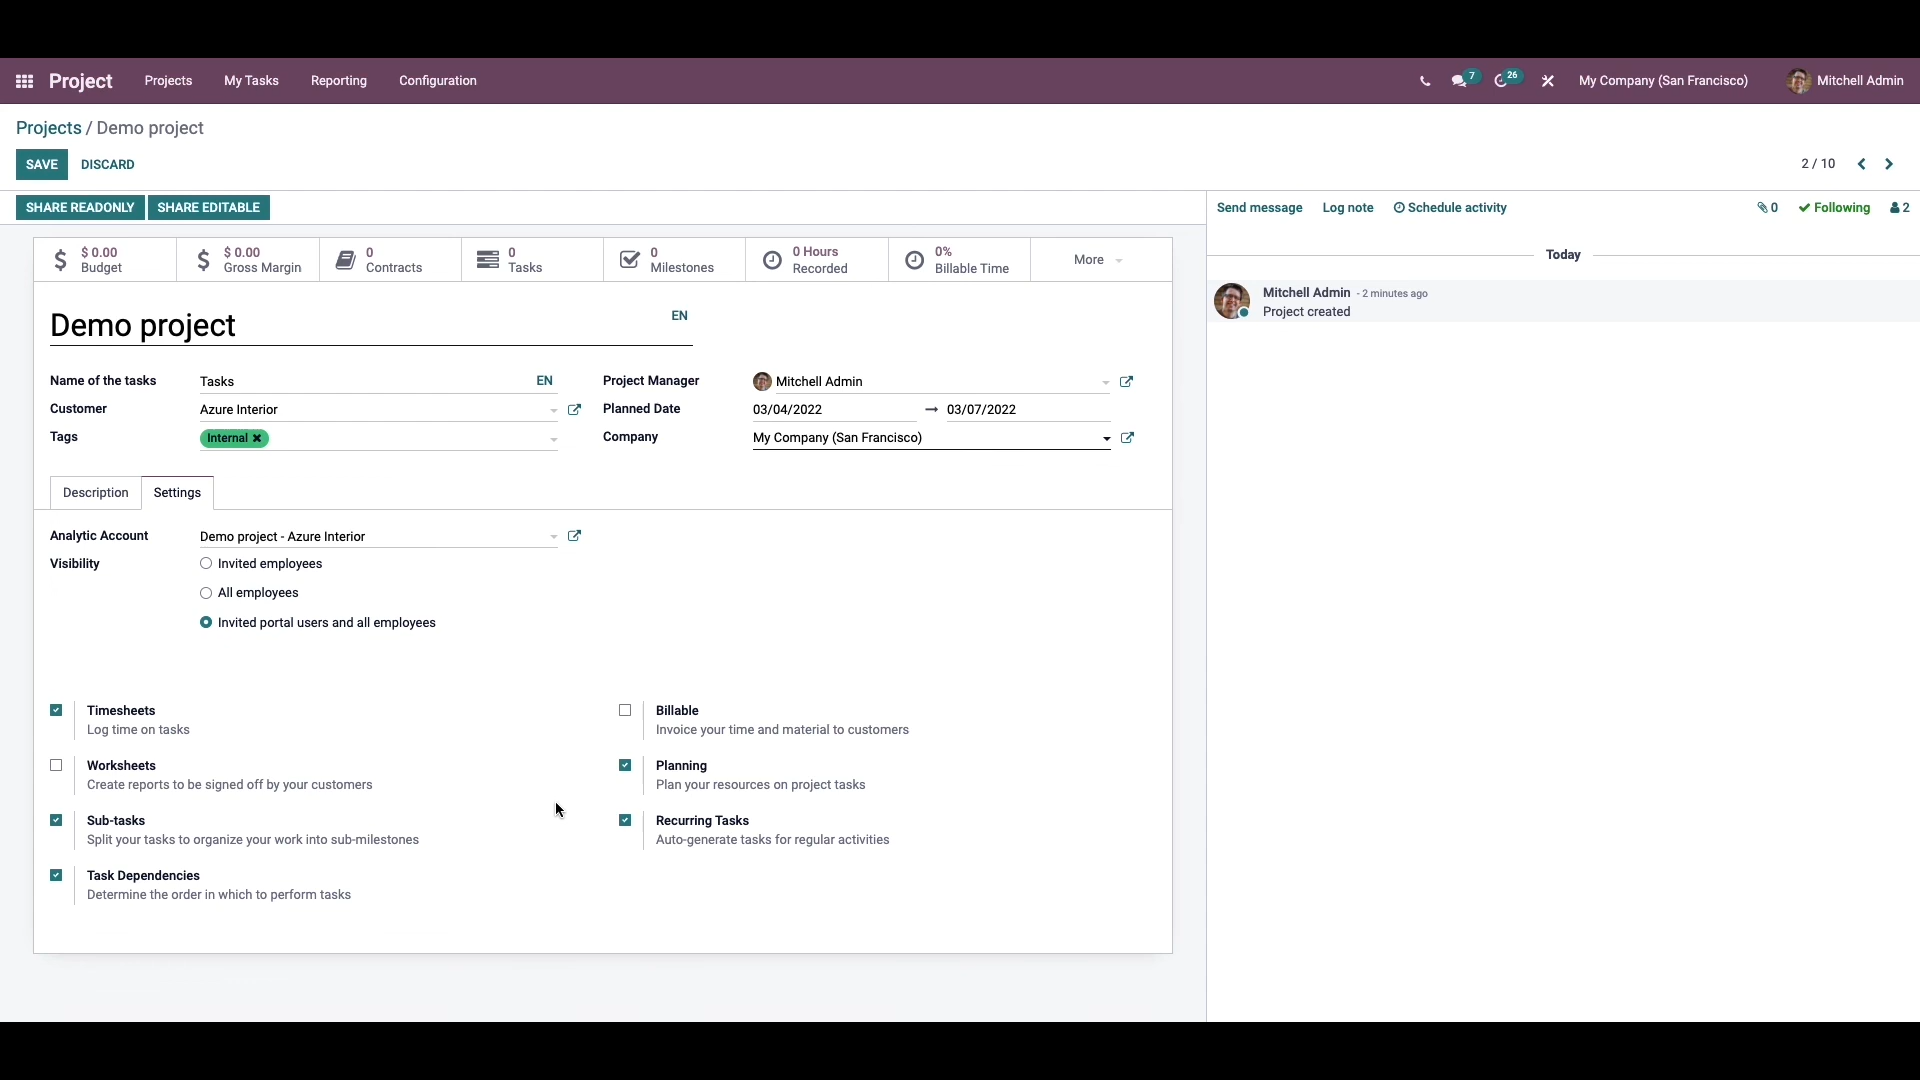 Project Projects My Tasks Reporting Configuration 7 26 My Company (San Francisco) Mitchell Admin
Projects / Demo project
SAVE DISCARD 2 / 10
SHARE READONLY SHARE EDITABLE
Send message Log note Schedule activity 0 Following 2
$ $ 0.00 Budget
$ $ 0.00 Gross Margin
0 Contracts
0 Tasks
0 Milestones
0 Hours Recorded
0% Billable Time
More
Today
Mitchell Admin - 2 minutes ago
Project created
Demo project EN
Name of the tasks Tasks EN
Customer Azure Interior
Tags Internal ✖
Project Manager Mitchell Admin
Planned Date 03/04/2022 → 03/07/2022
Company My Company (San Francisco)
Description Settings
Analytic Account Demo project - Azure Interior
Visibility Invited employees
All employees
Invited portal users and all employees
Timesheets
Log time on tasks
Billable
Invoice your time and material to customers
Worksheets
Create reports to be signed off by your customers
Planning
Plan your resources on project tasks
Sub-tasks
Split your tasks to organize your work into sub-milestones
Recurring Tasks
Auto-generate tasks for regular activities
Task Dependencies
Determine the order in which to perform tasks